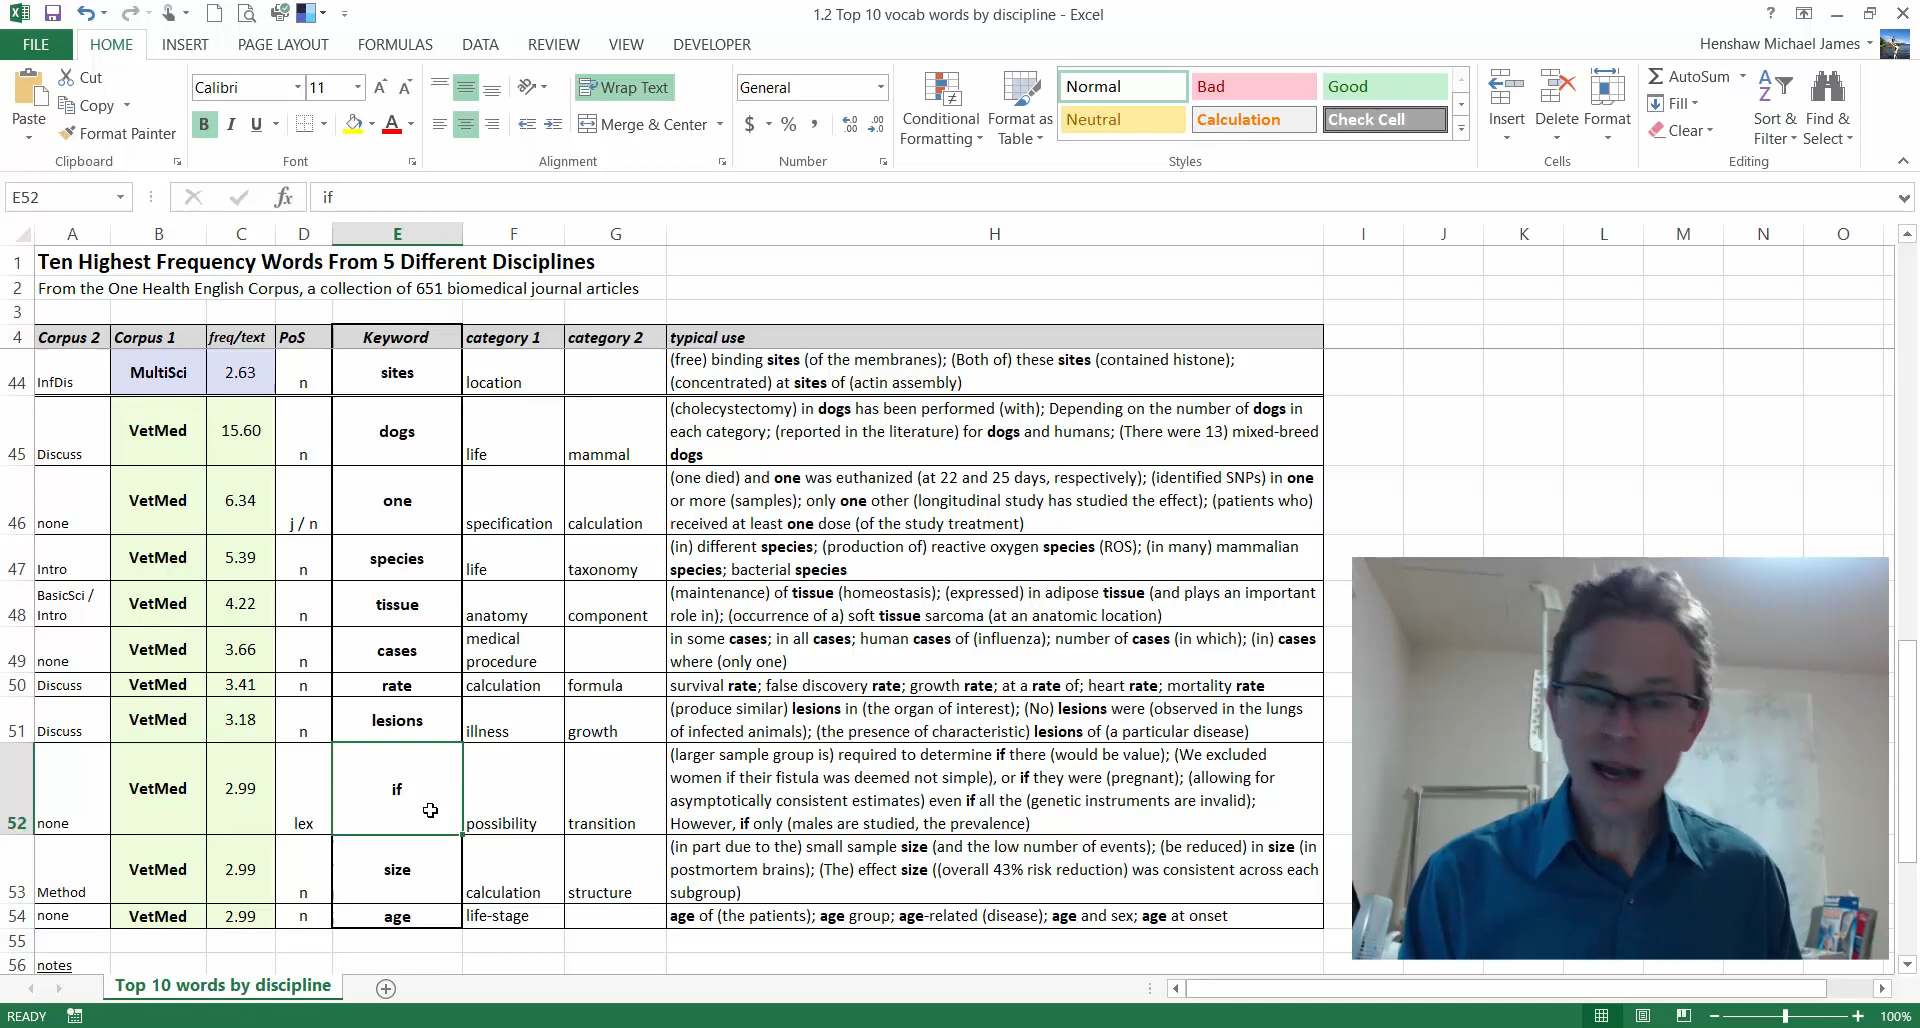 1.2 Top 10 vocab words by discipline - Excel
FILE HOME INSERT PAGE LAYOUT FORMULAS DATA REVIEW VIEW DEVELOPER
Henshaw Michael James
Paste
Cut
Copy
Format Painter
Clipboard
Calibri 11
B I U
Font
Wrap Text
Merge & Center
Alignment
General
$ % ,
Number
Conditional Formatting
Format as Table
Normal Bad Good
Neutral Calculation Check Cell
Styles
Insert Delete Format
Cells
AutoSum
Fill
Clear
Sort & Filter
Find & Select
Editing
E52 fx if
A B C D E F G H I J K L M N O
1 Ten Highest Frequency Words From 5 Different Disciplines
2 From the One Health English Corpus, a collection of 651 biomedical journal articles
3
4 Corpus 2 Corpus 1 freq/text PoS Keyword category 1 category 2 typical use
44 InfDis MultiSci 2.63 n sites location (free) binding sites (of the membranes); (Both of) these sites (contained histone);
(concentrated) at sites of (actin assembly)
45 Discuss VetMed 15.60 n dogs life mammal (cholecystectomy) in dogs has been performed (with); Depending on the number of dogs in
each category; (reported in the literature) for dogs and humans; (There were 13) mixed-breed
dogs
46 none VetMed 6.34 j / n one specification calculation (one died) and one was euthanized (at 22 and 25 days, respectively); (identified SNPs) in one
or more (samples); only one other (longitudinal study has studied the effect); (patients who)
received at least one dose (of the study treatment)
47 Intro VetMed 5.39 n species life taxonomy (in) different species; (production of) reactive oxygen species (ROS); (in many) mammalian
species; bacterial species
48 BasicSci / Intro VetMed 4.22 n tissue anatomy component (maintenance) of tissue (homeostasis); (expressed) in adipose tissue (and plays an important
role in); (occurrence of a) soft tissue sarcoma (at an anatomic location)
49 none VetMed 3.66 n cases medical procedure in some cases; in all cases; human cases of (influenza); number of cases (in which); (in) cases
where (only one)
50 Discuss VetMed 3.41 n rate calculation formula survival rate; false discovery rate; growth rate; at a rate of; heart rate; mortality rate
51 Discuss VetMed 3.18 n lesions illness growth (produce similar) lesions in (the organ of interest); (No) lesions were (observed in the lungs
of infected animals); (the presence of characteristic) lesions of (a particular disease)
52 none VetMed 2.99 lex if possibility transition (larger sample group is) required to determine if there (would be value); (We excluded
women if their fistula was deemed not simple), or if they were (pregnant); (allowing for
asymptotically consistent estimates) even if all the (genetic instruments are invalid);
However, if only (males are studied, the prevalence)
53 Method VetMed 2.99 n size calculation structure (in part due to the) small sample size (and the low number of events); (be reduced) in size (in
postmortem brains); (The) effect size ((overall 43% risk reduction) was consistent across each
subgroup)
54 none VetMed 2.99 n age life-stage age of (the patients); age group; age-related (disease); age and sex; age at onset
55
56 notes
Top 10 words by discipline
READY
100%